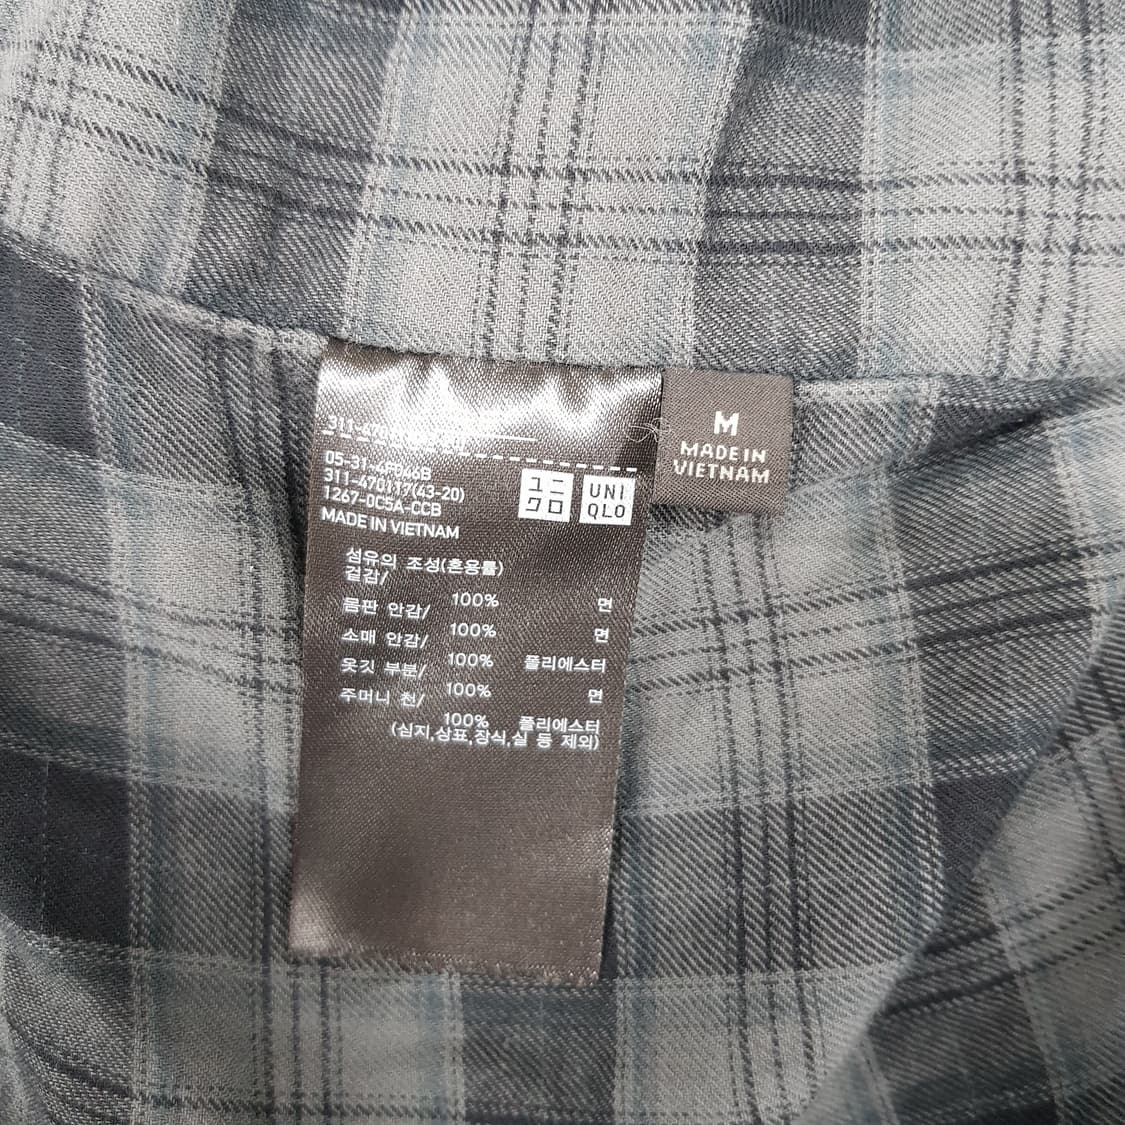 05-31-4F046B
311-470117(43-20)
1267-0C5A-CCB
MADE IN VIETNAM
ユニ
クロ
UNI
QLO
섬유의 조성(혼용률)
겉감/
100% 면
몸판 안감/
100% 면
소매 안감/
100% 폴리에스터
옷깃 부분/
100% 면
주머니 천/
100% 폴리에스터
(심지,상표,장식,실 등 제외)
M
MADE IN
VIETNAM